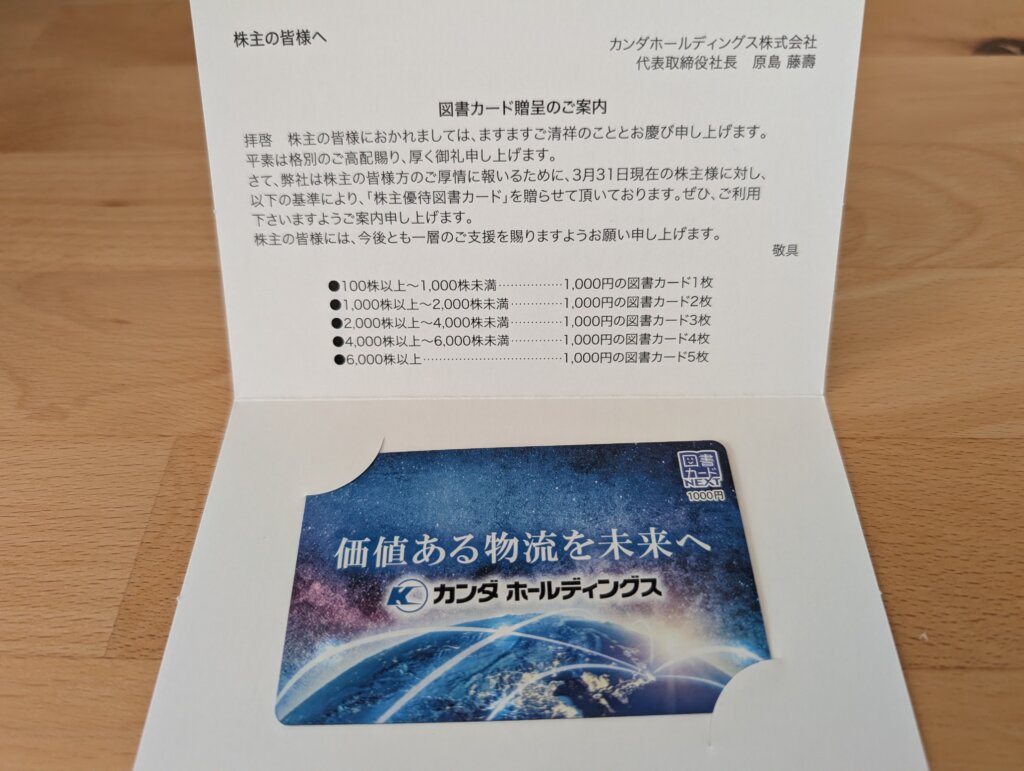 株主の皆様へ
カンダホールディングス株式会社
代表取締役社長　原島 藤壽
図書カード贈呈のご案内
拝啓　株主の皆様におかれましては、ますますご清祥のこととお慶び申し上げます。
平素は格別のご高配賜り、厚く御礼申し上げます。
さて、弊社は株主の皆様方のご厚情に報いるために、3月31日現在の株主様に対し、
以下の基準により、「株主優待図書カード」を贈らせて頂いております。ぜひ、ご利用
下さいますようご案内申し上げます。
株主の皆様には、今後とも一層のご支援を賜りますようお願い申し上げます。
敬具
●100株以上～1,000株未満……………1,000円の図書カード1枚
●1,000株以上～2,000株未満…………1,000円の図書カード2枚
●2,000株以上～4,000株未満…………1,000円の図書カード3枚
●4,000株以上～6,000株未満…………1,000円の図書カード4枚
●6,000株以上……………………………1,000円の図書カード5枚
図書
カード
NEXT
1000円
価値ある物流を未来へ
K カンダ ホールディングス